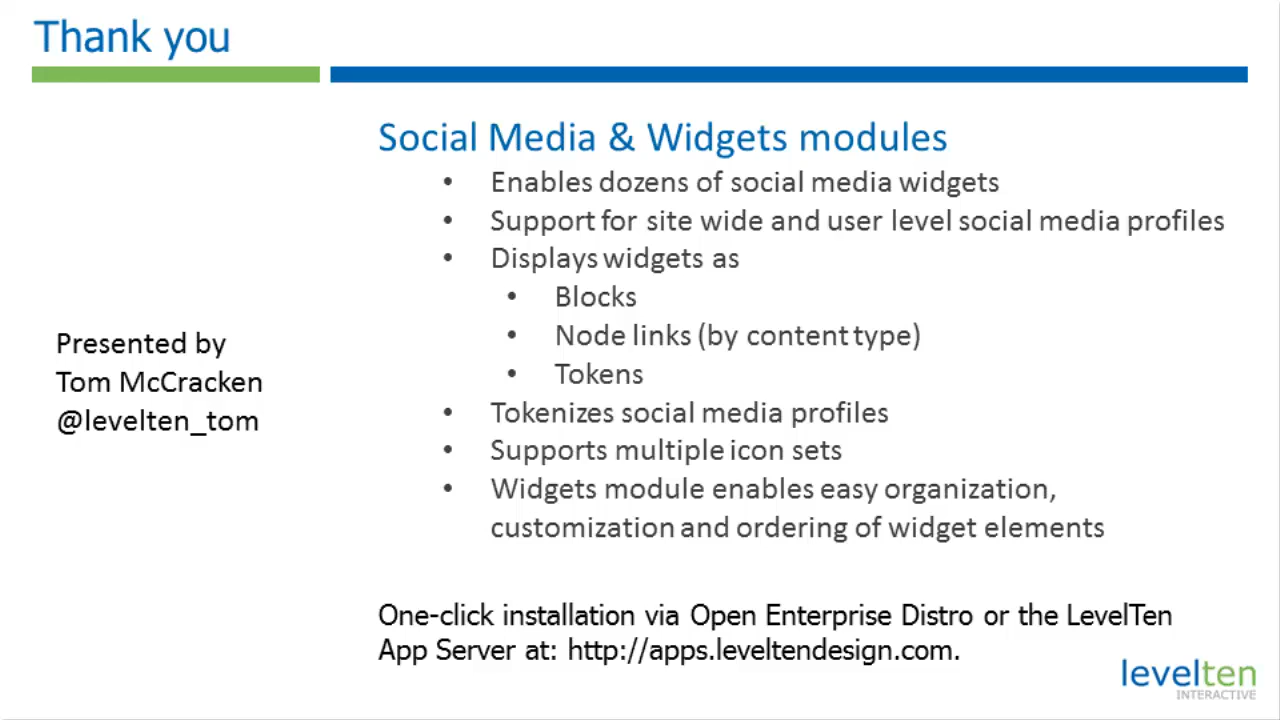 Thank you
Social Media & Widgets modules
• Enables dozens of social media widgets
• Support for site wide and user level social media profiles
• Displays widgets as
• Blocks
• Node links (by content type)
• Tokens
• Tokenizes social media profiles
• Supports multiple icon sets
• Widgets module enables easy organization,
customization and ordering of widget elements
Presented by
Tom McCracken
@levelten_tom
One-click installation via Open Enterprise Distro or the LevelTen
App Server at: http://apps.leveltendesign.com.
levelten
INTERACTIVE